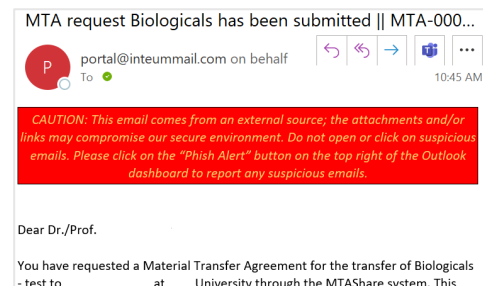 MTA request Biologicals has been submitted || MTA-000...
P
portal@inteummail.com on behalf
To
10:45 AM
CAUTION: This email comes from an external source; the attachments and/or
links may compromise our secure environment. Do not open or click on suspicious
emails. Please click on the “Phish Alert” button on the top right of the Outlook
dashboard to report any suspicious emails.
Dear Dr./Prof.
You have requested a Material Transfer Agreement for the transfer of Biologicals
- test to at University through the MTAShare system. This